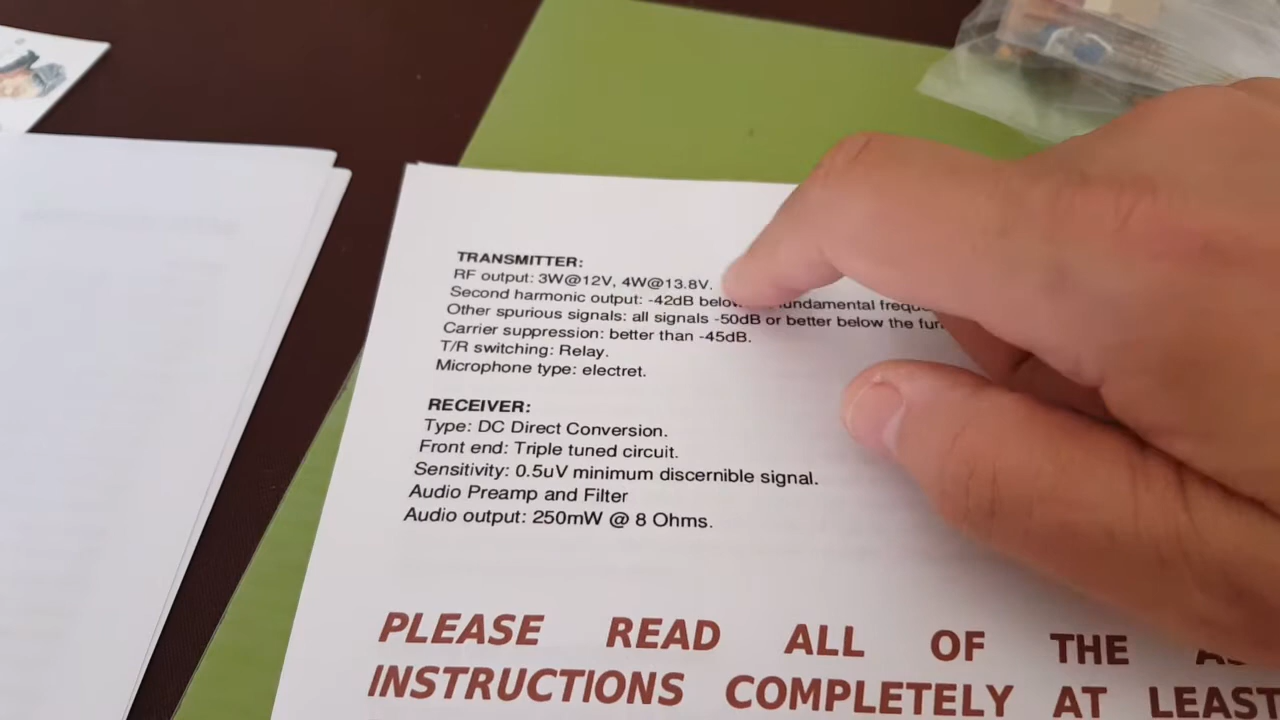 TRANSMITTER:
RF output: 3W@12V, 4W@13.8V.
Second harmonic output: -42dB fundamental
Other spurious signals: all signals -50dB or better below the
Carrier suppression: better than -45dB.
T/R switching: Relay.
Microphone type: electret.
RECEIVER:
Type: DC Direct Conversion.
Front end: Triple tuned circuit.
Sensitivity: 0.5uV minimum discernible signal.
Audio Preamp and Filter
Audio output: 250mW @ 8 Ohms.
PLEASE READ ALL OF THE
INSTRUCTIONS COMPLETELY AT LEAST